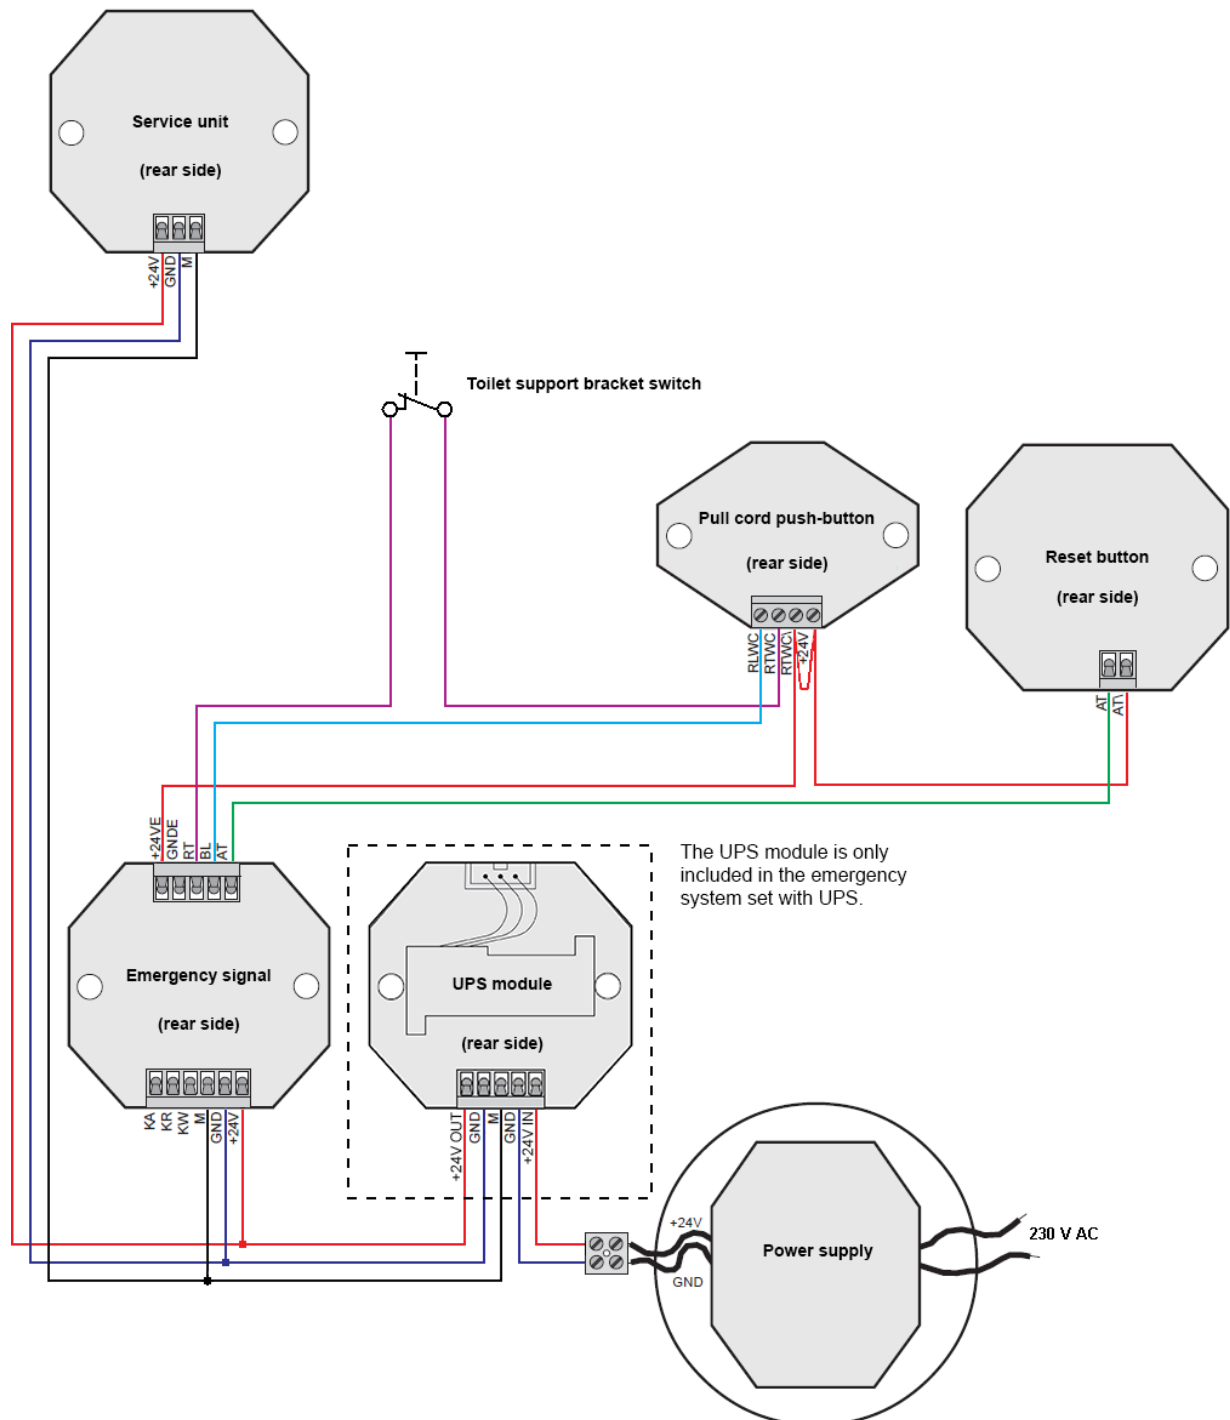 Service unit
(rear side)
+24V
GND
M
Toilet support bracket switch
Pull cord push-button
(rear side)
RLWC
RTWC
RTWC\
+24V
Reset button
(rear side)
AT
AT\
+24VE
GNDE
RT
BL
AT
Emergency signal
(rear side)
KA
KR
KW
M
GND
+24V
The UPS module is only
included in the emergency
system set with UPS.
UPS module
(rear side)
+24V OUT
GND
M
GND
+24V IN
+24V
GND
Power supply
230 V AC